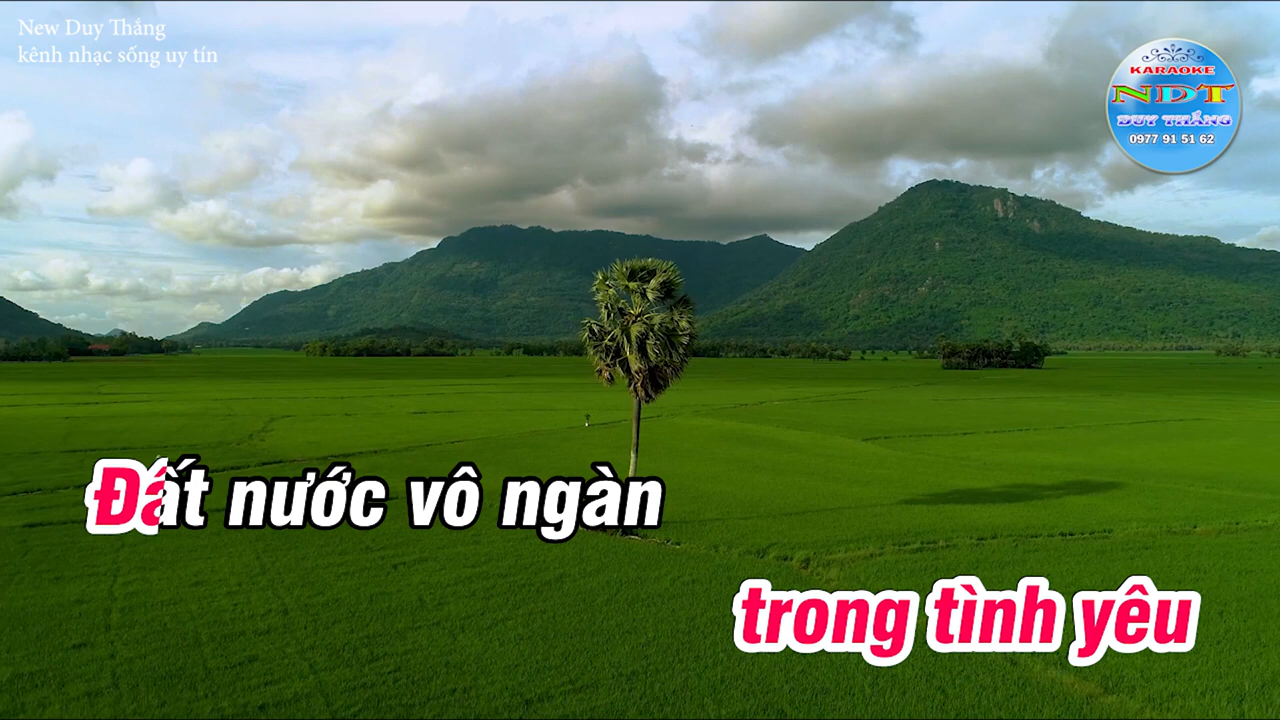 New Duy Thắng
kênh nhạc sống uy tín
KARAOKE
NDT
DUY THẮNG
0977 91 51 62
Đất nước vô ngàn
trong tình yêu